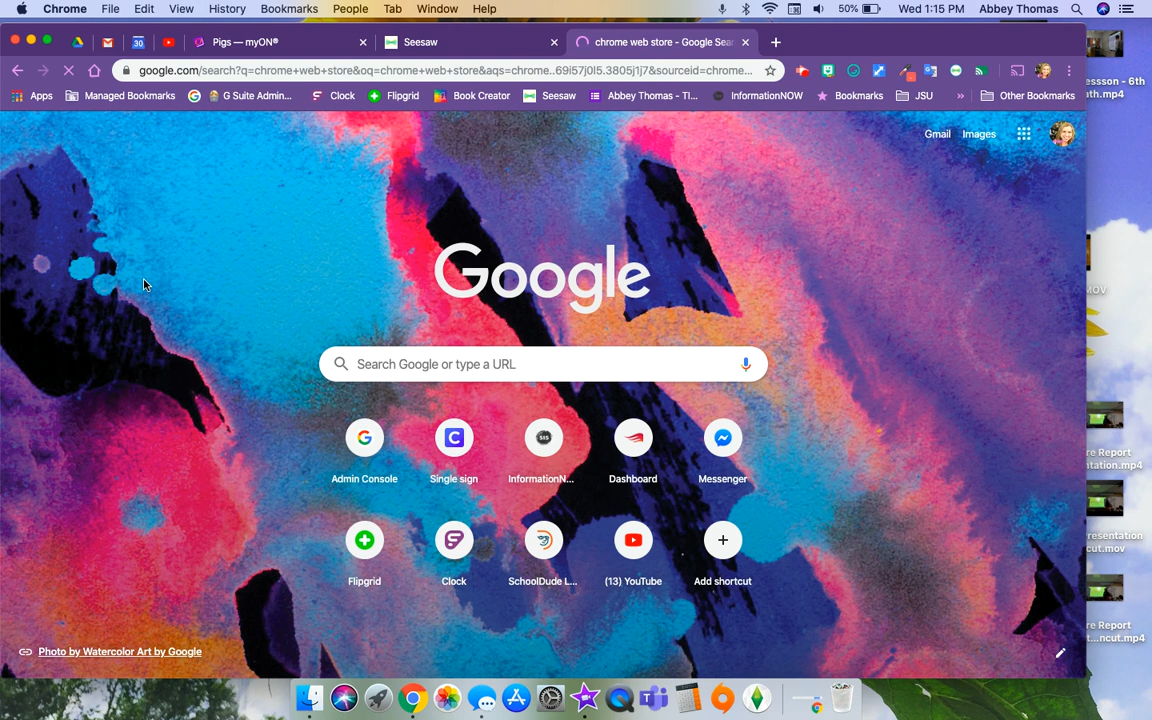 Chrome File Edit View History Bookmarks People Tab Window Help 50% Wed 1:15 PM Abbey Thomas
Pigs — myON® Seesaw chrome web store - Google Sear
google.com/search?q=chrome+web+store&oq=chrome+web+store&aqs=chrome..69i57j0l5.3805j1j7&sourceid=chrome...
Apps Managed Bookmarks G Suite Admin... Clock Flipgrid Book Creator Seesaw Abbey Thomas - TI... InformationNOW Bookmarks JSU » Other Bookmarks
Gmail Images
Google
Search Google or type a URL
Admin Console Single sign InformationN... Dashboard Messenger
Flipgrid Clock SchoolDude L... (13) YouTube Add shortcut
Photo by Watercolor Art by Google
- 6th
.mp4
re Report
.mp4
cut.mov
re Report
t...ncut.mp4